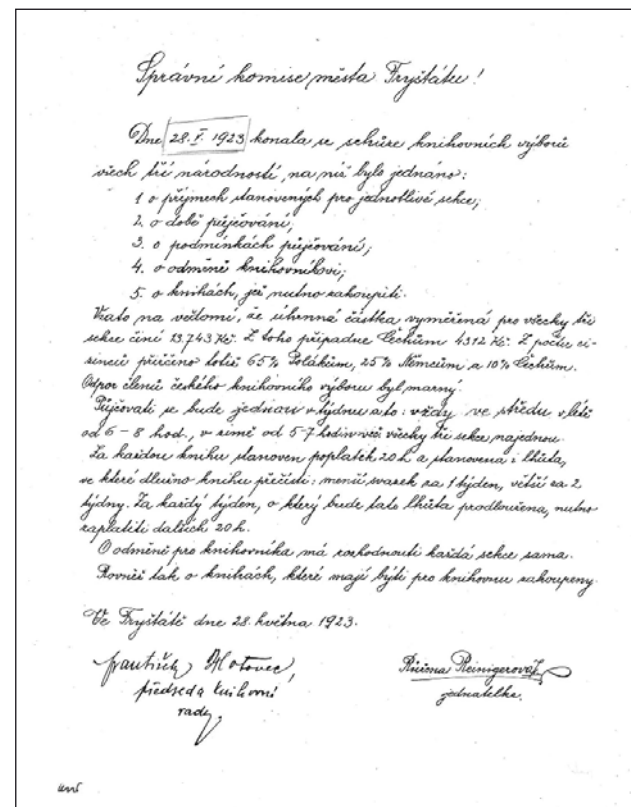 Správní komise města Fryštátu!
Dne 28. V. 1923 konala se schůze knihovních výborů
všech tří národností, na níž bylo jednáno:
1 o příjmech stanovených pro jednotlivé sekce;
2. o době půjčování;
3. o podmínkách půjčování;
4. o odměně knihovníkovi;
5. o knihách, jež nutno zakoupiti.
Vzato na vědomí, že úhrnná částka vyměřená pro všecky tři
sekce činí 13.743 Kč. Z toho připadne Čechům 4312 Kč. Z počtu ci-
zinců přiřčeno totiž 65% Polákům, 25% Němcům a 10% Čechům.
Odpor členů českého knihovního výboru byl marný.
Půjčovati se bude jednou v týdnu a to: vždy ve středu v létě
od 6 – 8 hod., v zimě od 5-7 hodin več všecky tři sekce najednou.
Za každou knihu stanoven poplatek 20 h a stanovena i lhůta,
ve které dlužno knihu přečísti: menší svazek za 1 týden, větší za 2
týdny. Za každý týden, o který bude tato lhůta prodloužena, nutno
zaplatiti dalších 20 h.
O odměně pro knihovníka má rozhodnouti každá sekce sama.
Rovněž tak o knihách, které mají býti pro knihovnu zakoupeny.
Ve Fryštátě dne 28. května 1923.
František Hotovec,
předseda knihovní
rady,
Růžena Reinigerová
jednatelka.